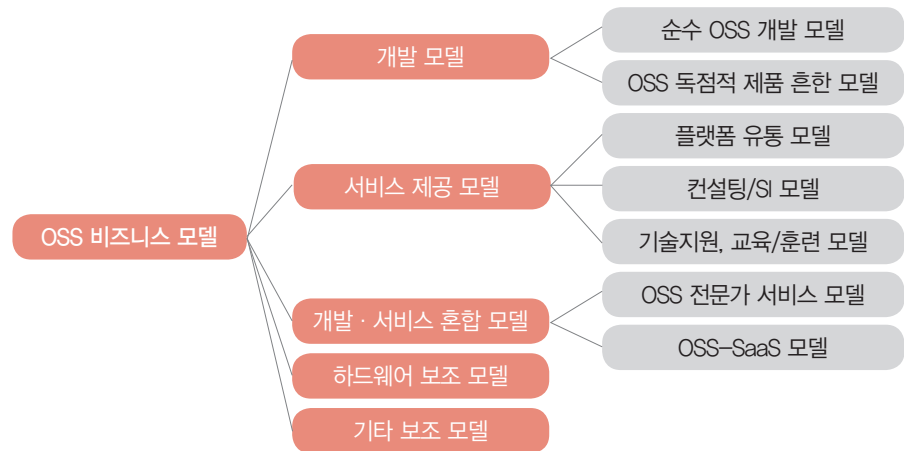 OSS 비즈니스 모델
개발 모델
순수 OSS 개발 모델
OSS 독점적 제품 혼한 모델
서비스 제공 모델
플랫폼 유통 모델
컨설팅/SI 모델
기술지원, 교육/훈련 모델
개발 · 서비스 혼합 모델
OSS 전문가 서비스 모델
OSS-SaaS 모델
하드웨어 보조 모델
기타 보조 모델